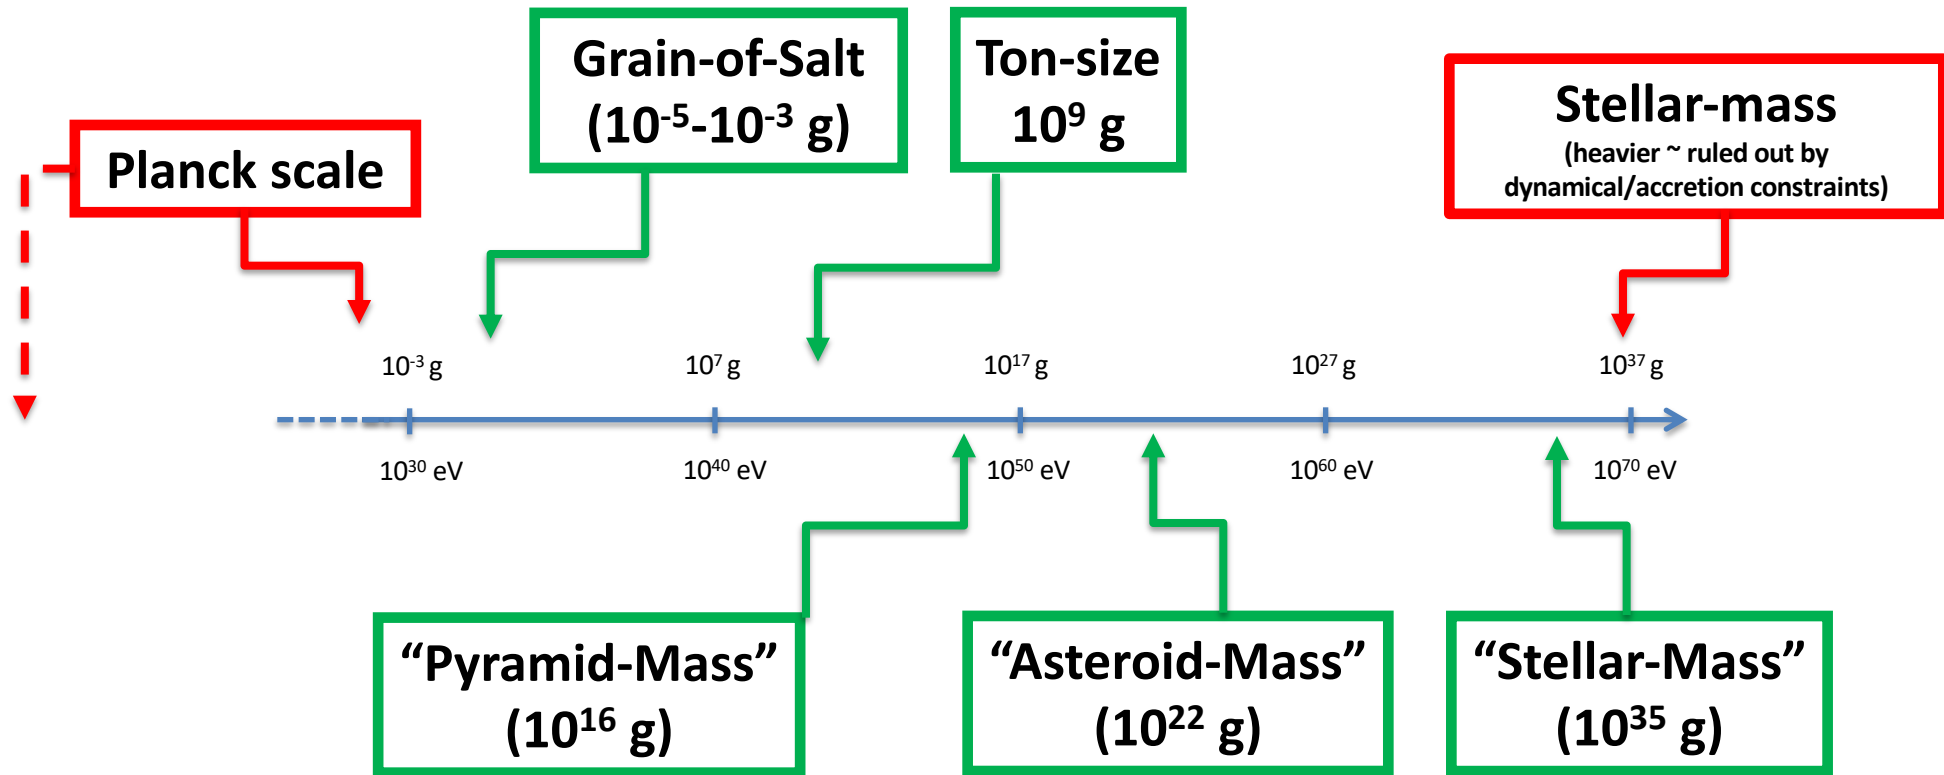 Grain-of-Salt
(10⁻⁵-10⁻³ g)
Ton-size
10⁹ g
Planck scale
Stellar-mass
(heavier ~ ruled out by
dynamical/accretion constraints)
10⁻³ g
10⁷ g
10¹⁷ g
10²⁷ g
10³⁷ g
10³⁰ eV
10⁴⁰ eV
10⁵⁰ eV
10⁶⁰ eV
10⁷⁰ eV
“Pyramid-Mass”
(10¹⁶ g)
“Asteroid-Mass”
(10²² g)
“Stellar-Mass”
(10³⁵ g)